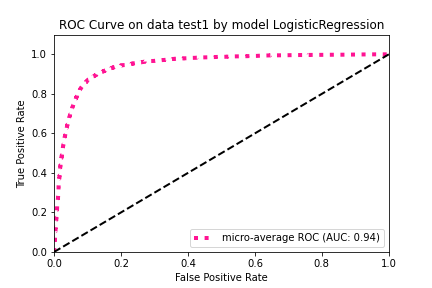 ROC Curve on data test1 by model LogisticRegression
True Positive Rate
1.0
0.8
0.6
0.4
0.2
0.0
micro-average ROC (AUC: 0.94)
0.0 0.2 0.4 0.6 0.8 1.0
False Positive Rate